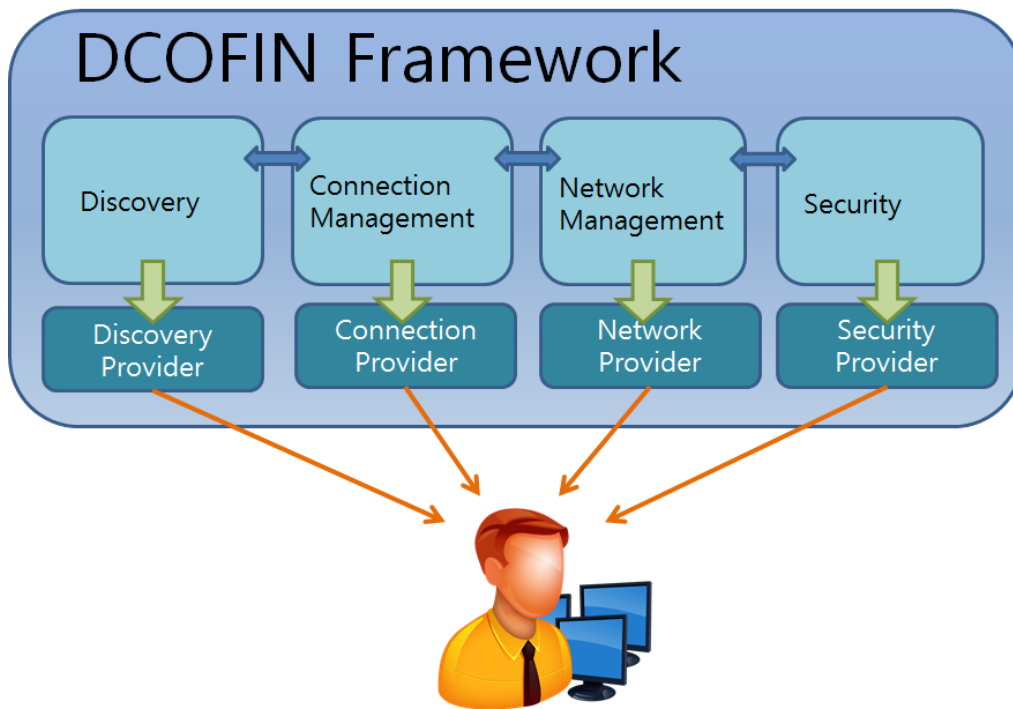 DCOFIN Framework
Discovery
Connection
Management
Network
Management
Security
Discovery
Provider
Connection
Provider
Network
Provider
Security
Provider